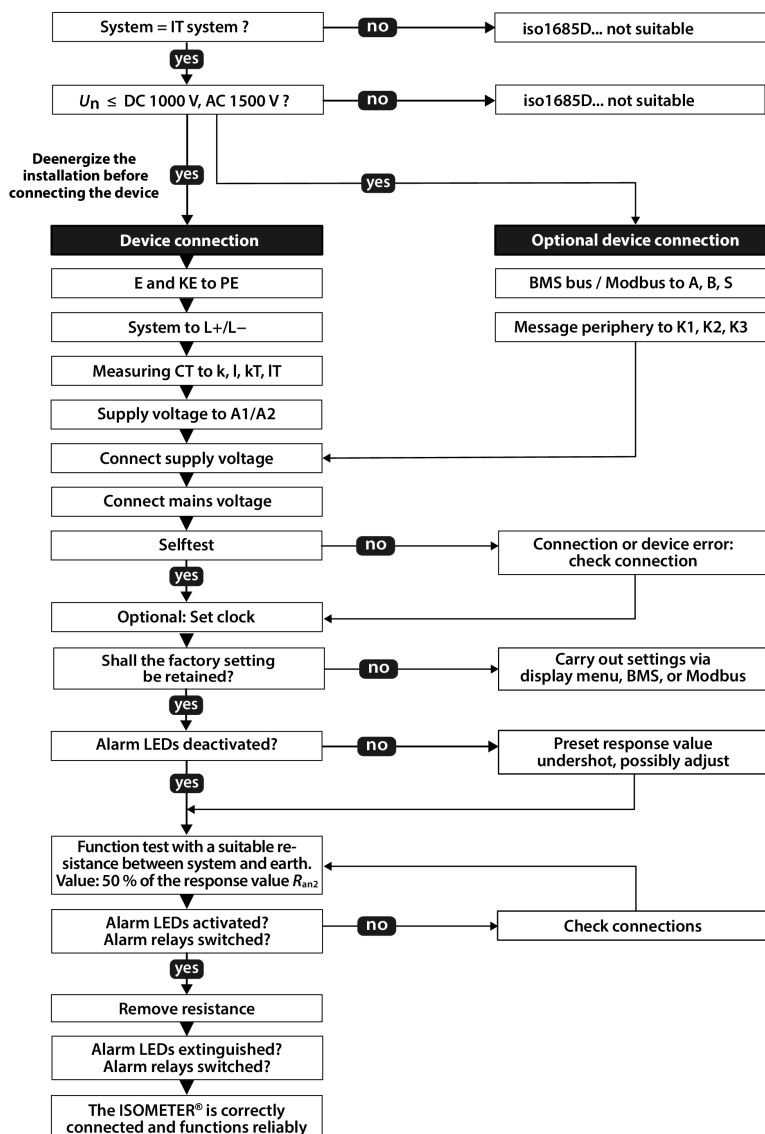 System = IT system ?
no
iso1685D... not suitable
yes
Un ≤ DC 1000 V, AC 1500 V ?
no
iso1685D... not suitable
Deenergize the
installation before
connecting the device
yes
yes
Device connection
Optional device connection
E and KE to PE
BMS bus / Modbus to A, B, S
System to L+/L−
Message periphery to K1, K2, K3
Measuring CT to k, l, kT, lT
Supply voltage to A1/A2
Connect supply voltage
Connect mains voltage
Selftest
no
Connection or device error:
check connection
yes
Optional: Set clock
Shall the factory setting
be retained?
no
Carry out settings via
display menu, BMS, or Modbus
yes
Alarm LEDs deactivated?
no
Preset response value
undershot, possibly adjust
yes
Function test with a suitable re-
sistance between system and earth.
Value: 50 % of the response value Ran2
Alarm LEDs activated?
Alarm relays switched?
no
Check connections
yes
Remove resistance
Alarm LEDs extinguished?
Alarm relays switched?
The ISOMETER® is correctly
connected and functions reliably